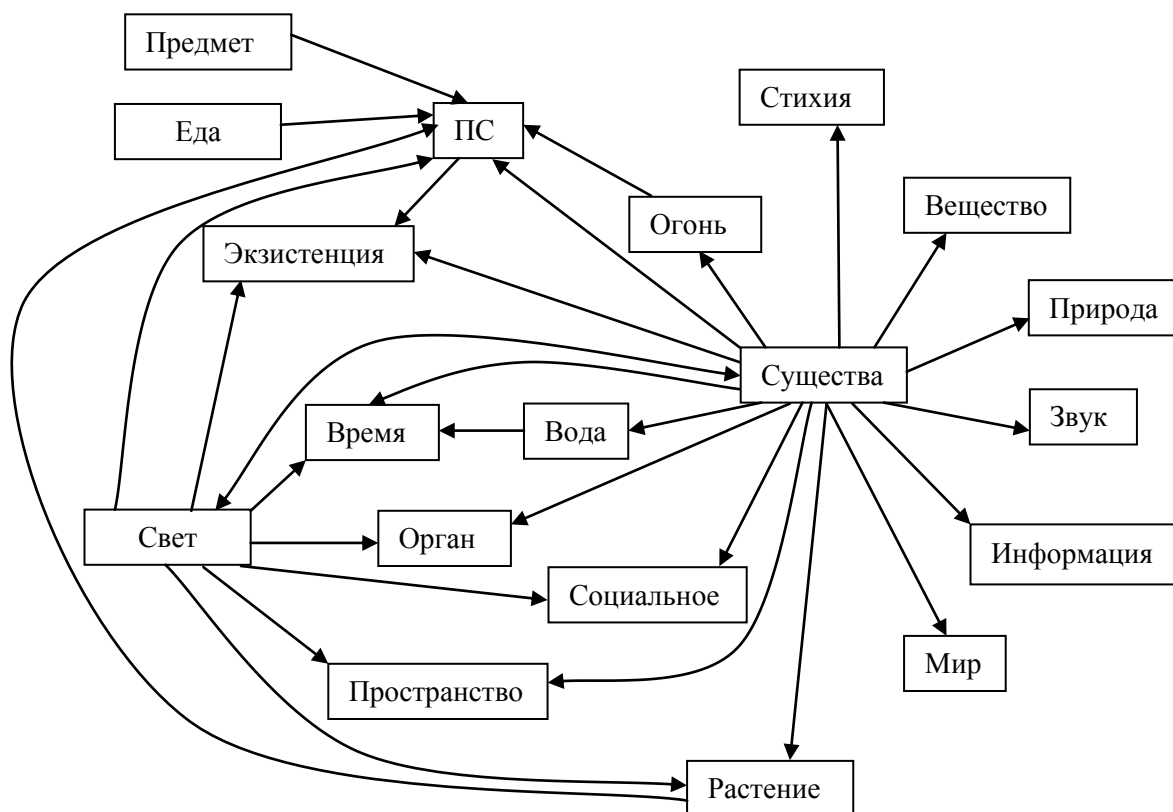 Предмет
Стихия
Еда
ПС
Вещество
Огонь
Экзистенция
Природа
Существа
Время
Вода
Звук
Свет
Орган
Информация
Социальное
Мир
Пространство
Растение